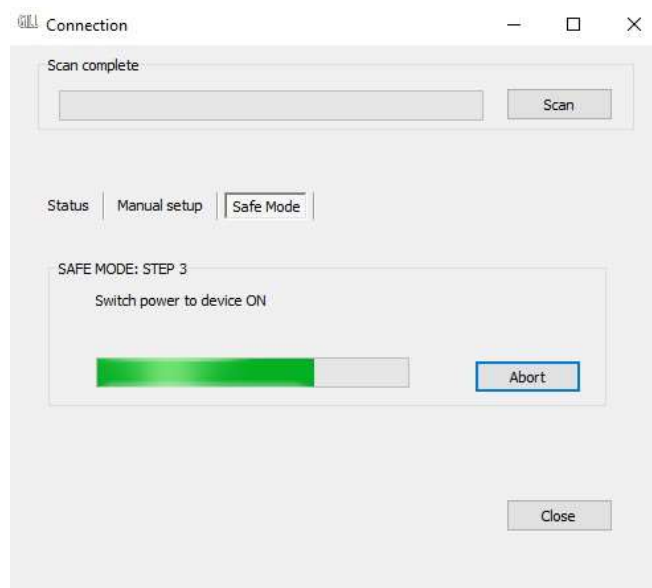 GILL Connection
Scan complete
Scan
Status Manual setup Safe Mode
SAFE MODE: STEP 3
Switch power to device ON
Abort
Close